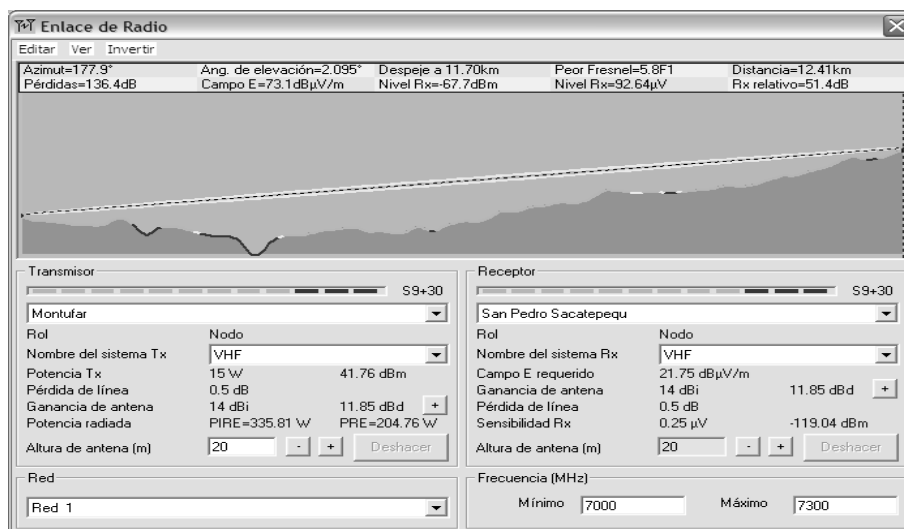 Enlace de Radio
Editar Ver Invertir
Azimut=177.9° Ang. de elevación=2.095° Despeje a 11.70km Peor Fresnel=5.8F1 Distancia=12.41km
Pérdidas=136.4dB Campo E=73.1dBµV/m Nivel Rx=-67.7dBm Nivel Rx=92.64µV Rx relativo=51.4dB
Transmisor
S9+30
Montufar
Rol Nodo
Nombre del sistema Tx VHF
Potencia Tx 15 W 41.76 dBm
Pérdida de línea 0.5 dB
Ganancia de antena 14 dBi 11.85 dBd +
Potencia radiada PIRE=335.81 W PRE=204.76 W
Altura de antena (m) 20 - + Deshacer
Red
Red 1
Receptor
S9+30
San Pedro Sacatepequ
Rol Nodo
Nombre del sistema Rx VHF
Campo E requerido 21.75 dBµV/m
Ganancia de antena 14 dBi 11.85 dBd +
Pérdida de línea 0.5 dB
Sensibilidad Rx 0.25 µV -119.04 dBm
Altura de antena (m) 20 - + Deshacer
Frecuencia (MHz)
Mínimo 7000 Máximo 7300